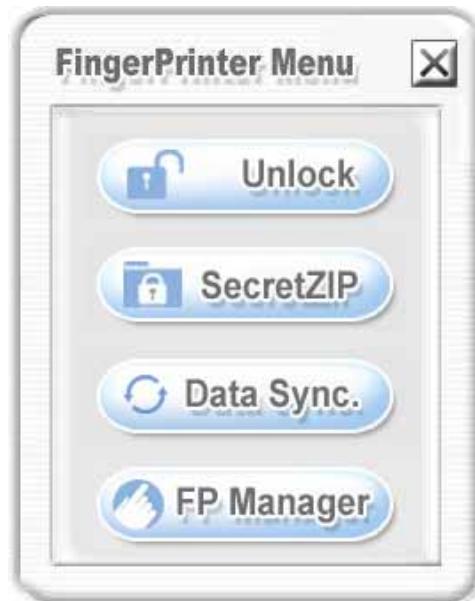 FingerPrinter Menu
Unlock
SecretZIP
Data Sync.
FP Manager